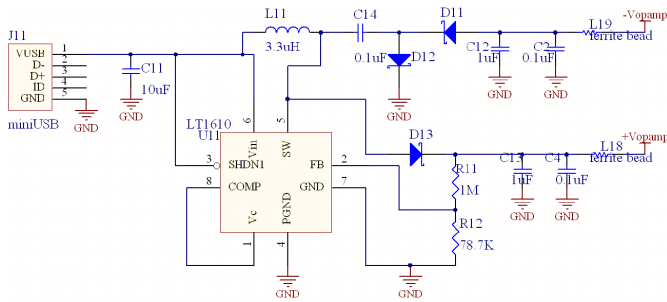 J11
VUSB 1
D- 2
D+ 3
ID 4
GND 5
miniUSB
GND
C11
10uF
GND
L11
3.3uH
C14
0.1uF
D12
GND
D11
C12
1uF
GND
C2
0.1uF
GND
L19
ferrite bead
-Vopamp
LT1610
U11
6 Vin
5 SW
3 SHDN1
8 COMP
FB 2
GND 7
1 Vc
4 PGND
GND
D13
R11
1M
R12
78.7K
GND
C13
1uF
GND
C4
0.1uF
GND
L18
ferrite bead
+Vopamp